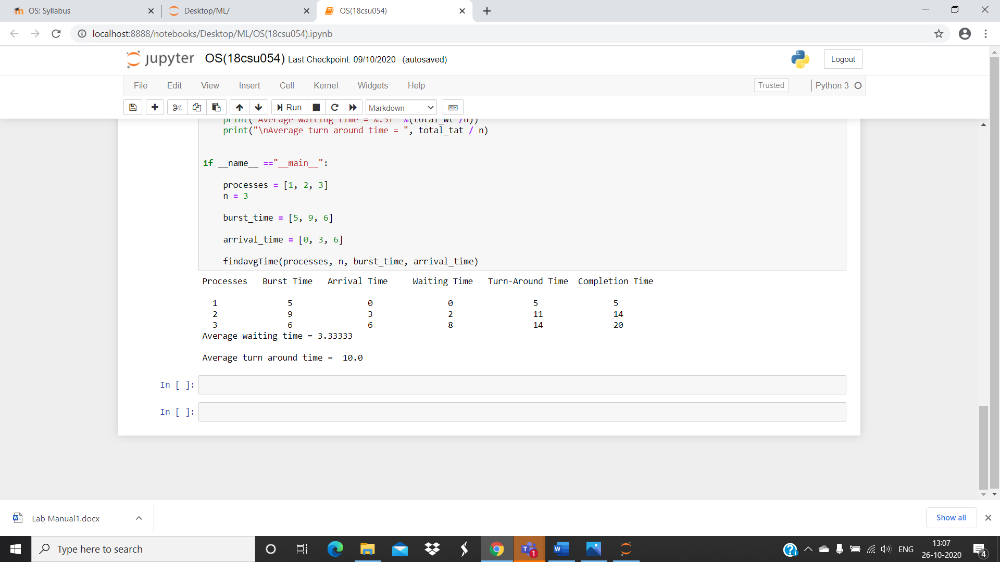 OS: Syllabus
Desktop/ML/
OS(18csu054)
localhost:8888/notebooks/Desktop/ML/OS(18csu054).ipynb
jupyter OS(18csu054) Last Checkpoint: 09/10/2020 (autosaved)
Logout
File Edit View Insert Cell Kernel Widgets Help
Trusted
Python 3
Run
Markdown
print("Average waiting time = %.5f "%(total_wt /n))
print("\nAverage turn around time = ", total_tat / n)
if __name__ =="__main__":
processes = [1, 2, 3]
n = 3
burst_time = [5, 9, 6]
arrival_time = [0, 3, 6]
findavgTime(processes, n, burst_time, arrival_time)
Processes Burst Time Arrival Time Waiting Time Turn-Around Time Completion Time
1 5 0 0 5 5
2 9 3 2 11 14
3 6 6 8 14 20
Average waiting time = 3.33333
Average turn around time = 10.0
In [ ]:
In [ ]:
Lab Manual1.docx
Show all
Type here to search
1
ENG
13:07
26-10-2020
4